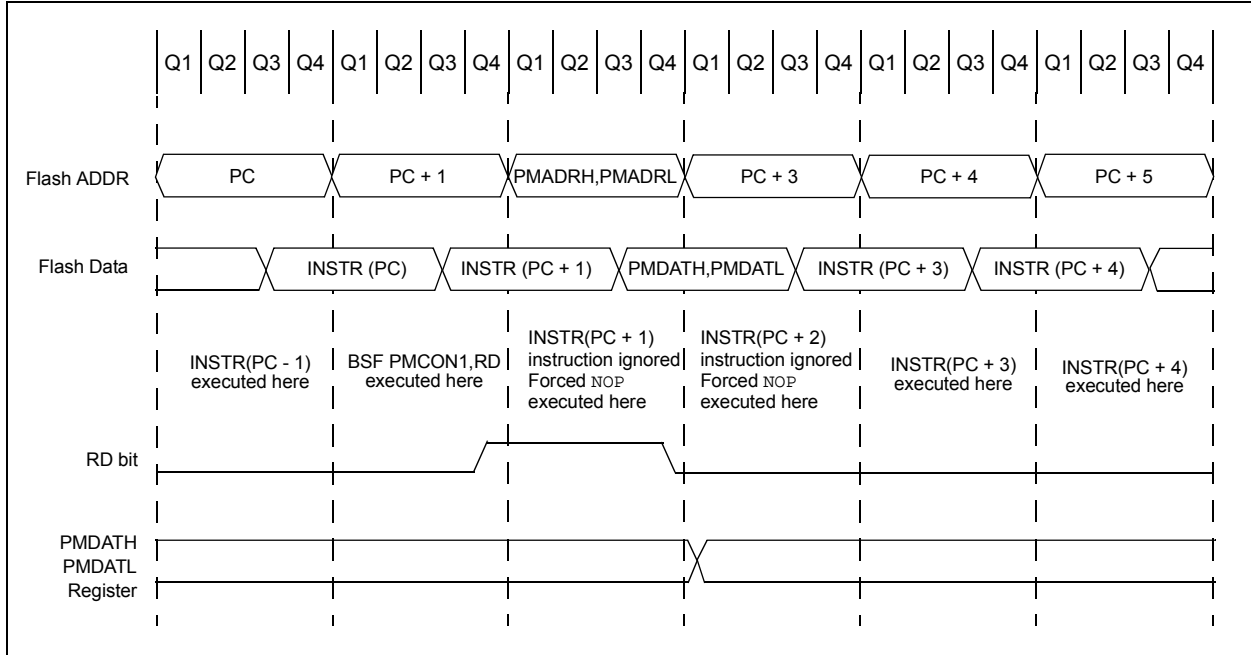 Q1 Q2 Q3 Q4 Q1 Q2 Q3 Q4 Q1 Q2 Q3 Q4 Q1 Q2 Q3 Q4 Q1 Q2 Q3 Q4 Q1 Q2 Q3 Q4
Flash ADDR PC PC + 1 PMADRH,PMADRL PC + 3 PC + 4 PC + 5
Flash Data INSTR (PC) INSTR (PC + 1) PMDATH,PMDATL INSTR (PC + 3) INSTR (PC + 4)
INSTR(PC - 1)
executed here
BSF PMCON1,RD
executed here
INSTR(PC + 1)
instruction ignored
Forced NOP
executed here
INSTR(PC + 2)
instruction ignored
Forced NOP
executed here
INSTR(PC + 3)
executed here
INSTR(PC + 4)
executed here
RD bit
PMDATH
PMDATL
Register